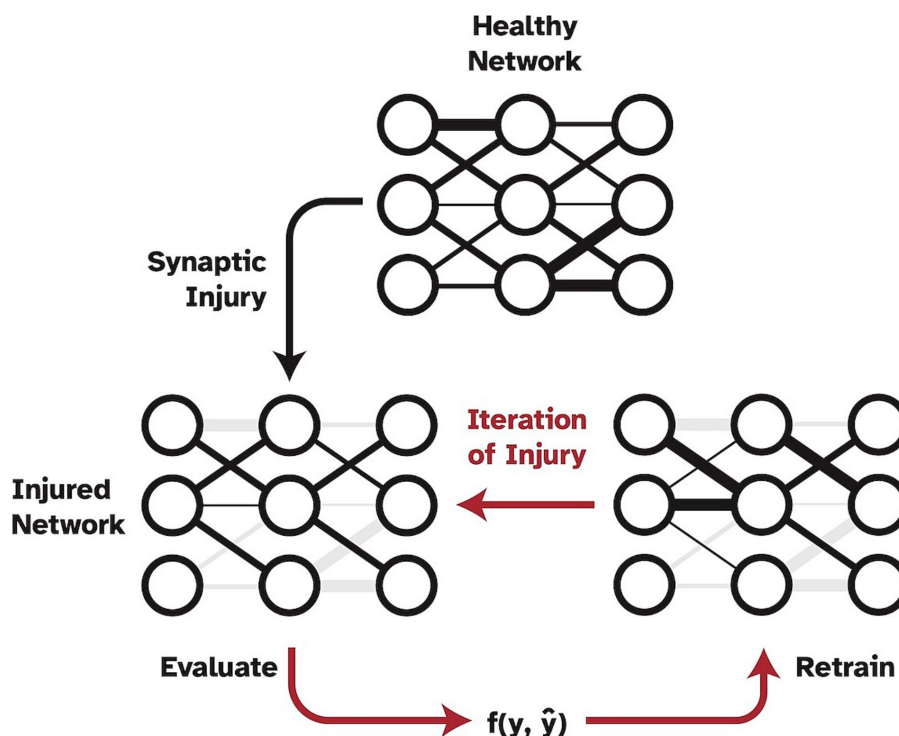 Healthy
Network
Synaptic
Injury
Iteration
of Injury
Injured
Network
Evaluate
Retrain
f(y, ŷ)